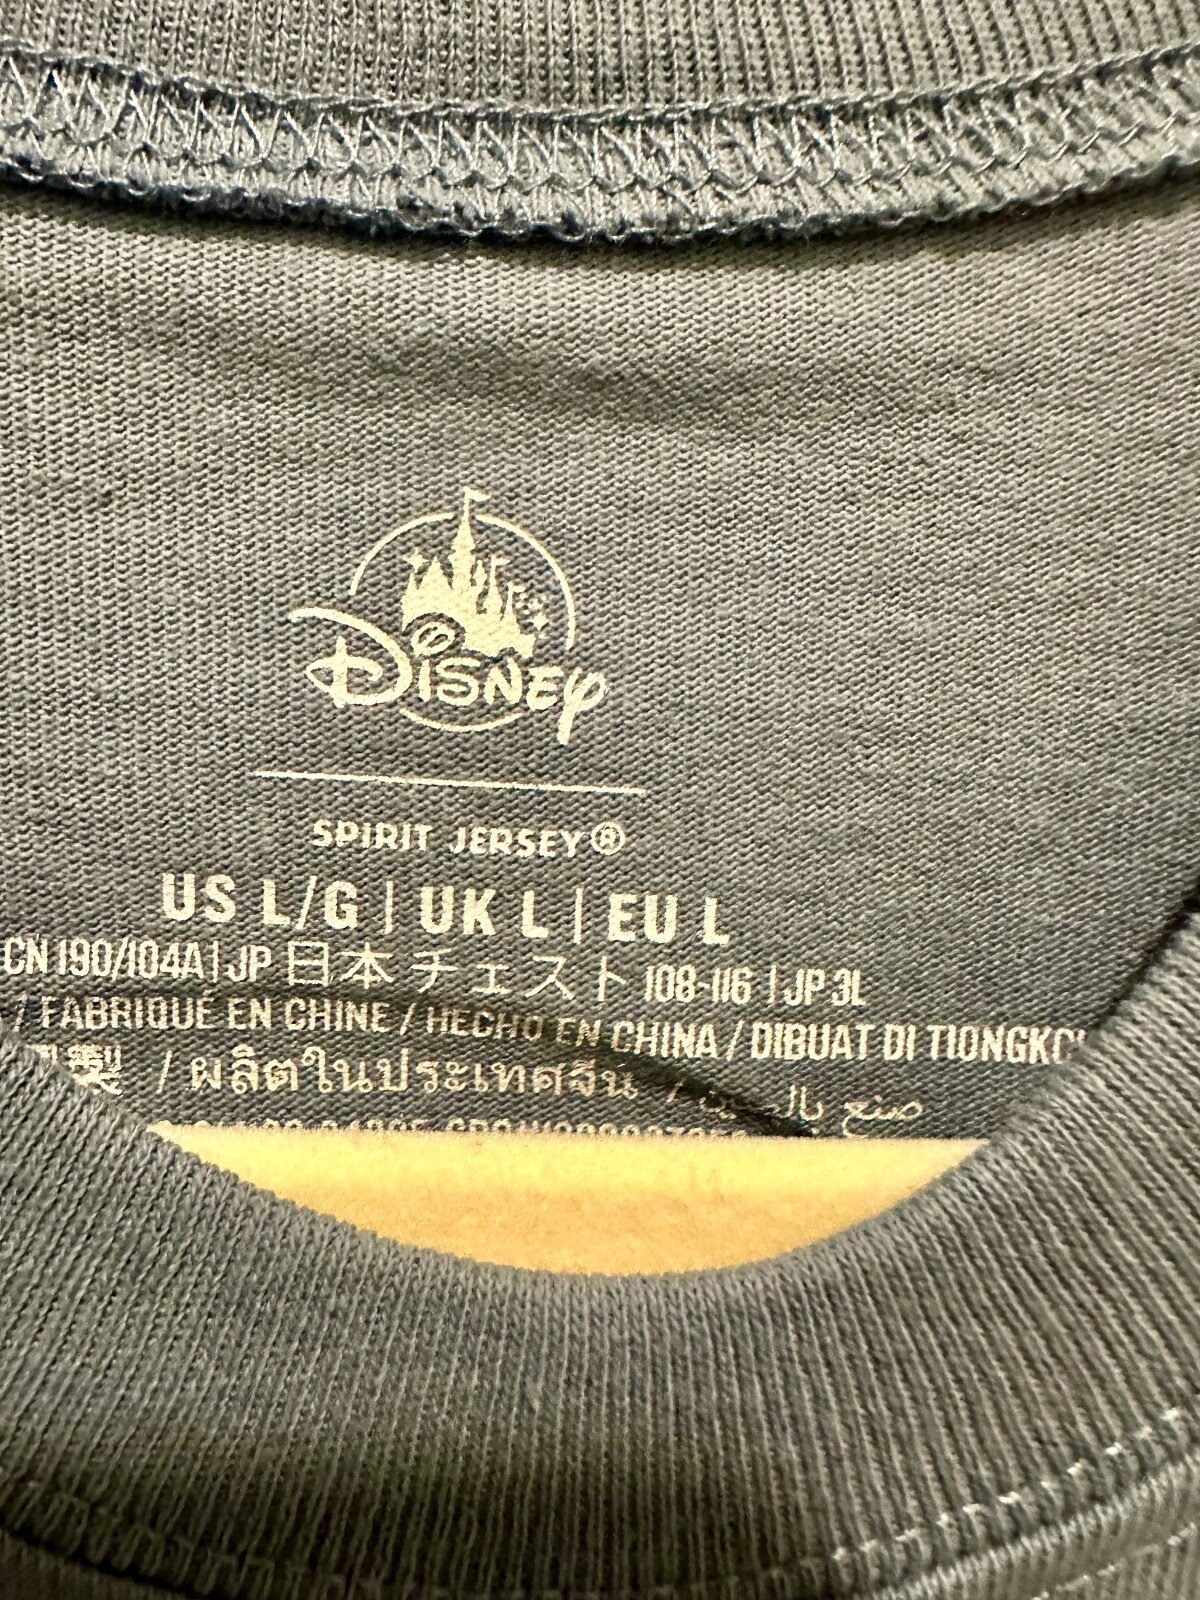 Disney
SPIRIT JERSEY®
US L/G | UK L | EU L
CN 190/104A | JP 日本 チェスト 108-116 | JP 3L
/ FABRIQUÉ EN CHINE / HECHO EN CHINA / DIBUAT DI
製 / ผลิตในประเทศจีน / صنع بالصين